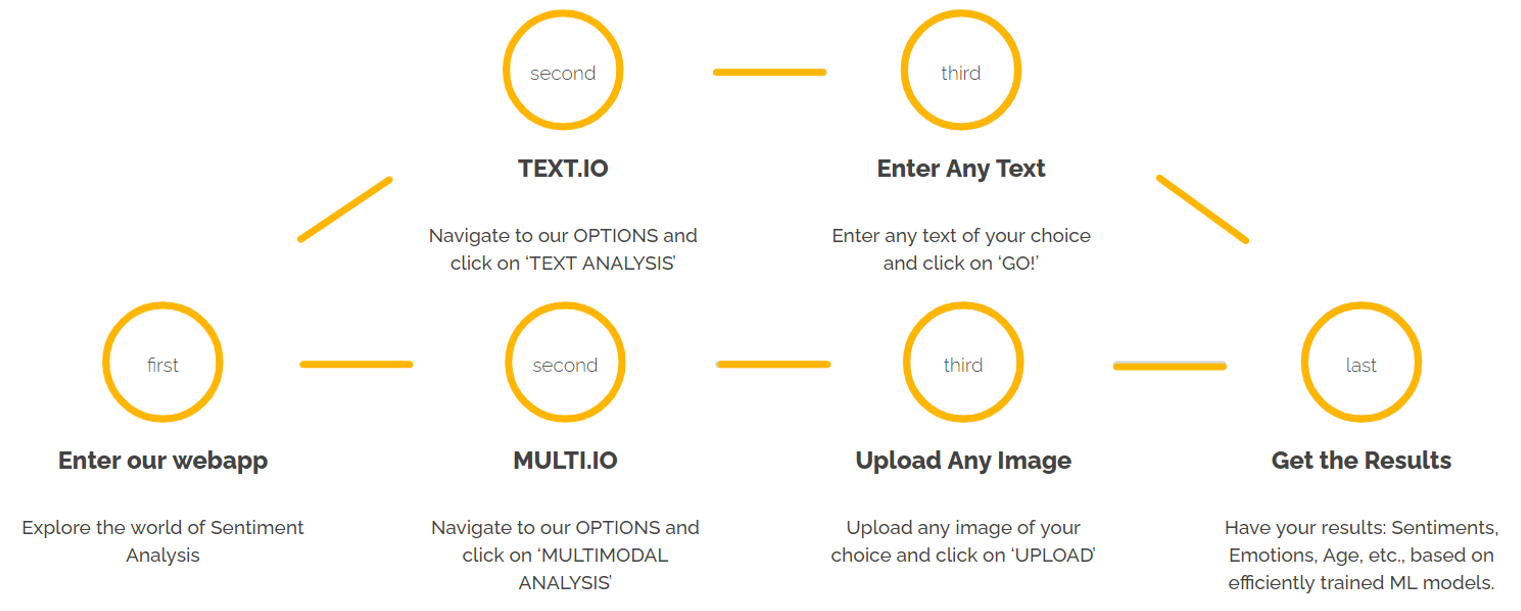 second
third
TEXT.IO
Enter Any Text
Navigate to our OPTIONS and
click on ‘TEXT ANALYSIS’
Enter any text of your choice
and click on ‘GO!’
first
second
third
last
Enter our webapp
MULTI.IO
Upload Any Image
Get the Results
Explore the world of Sentiment
Analysis
Navigate to our OPTIONS and
click on ‘MULTIMODAL
ANALYSIS’
Upload any image of your
choice and click on ‘UPLOAD’
Have your results: Sentiments,
Emotions, Age, etc., based on
efficiently trained ML models.